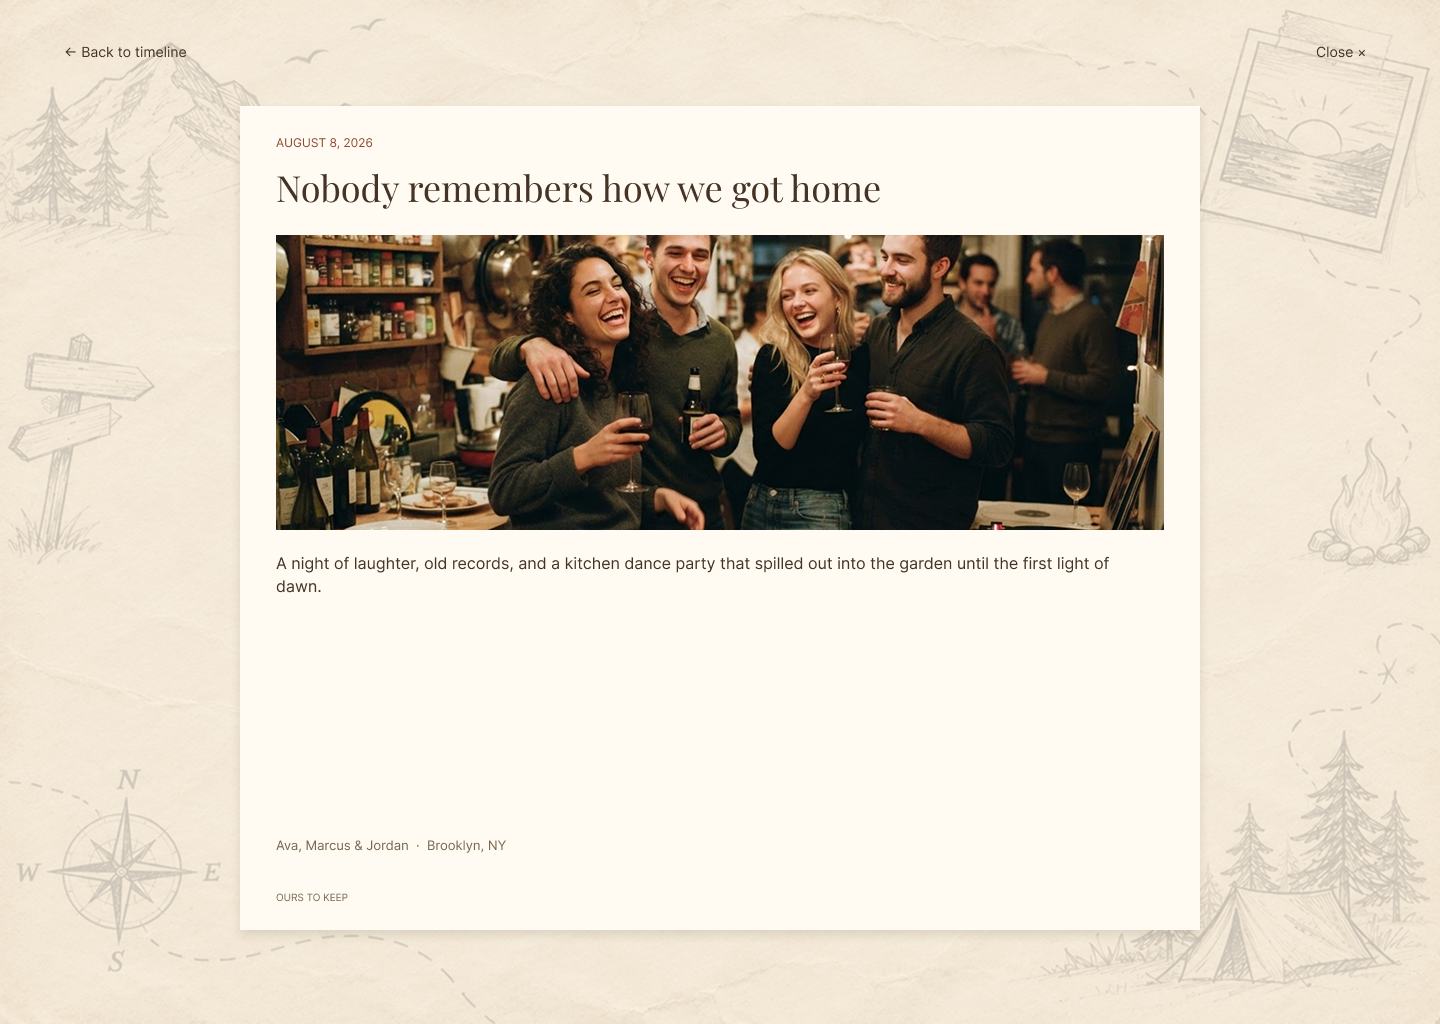 ← Back to timeline
Close ×
AUGUST 8, 2026
Nobody remembers how we got home
A night of laughter, old records, and a kitchen dance party that spilled out into the garden until the first light of
dawn.
Ava, Marcus & Jordan · Brooklyn, NY
N
W
E
S
OURS TO KEEP